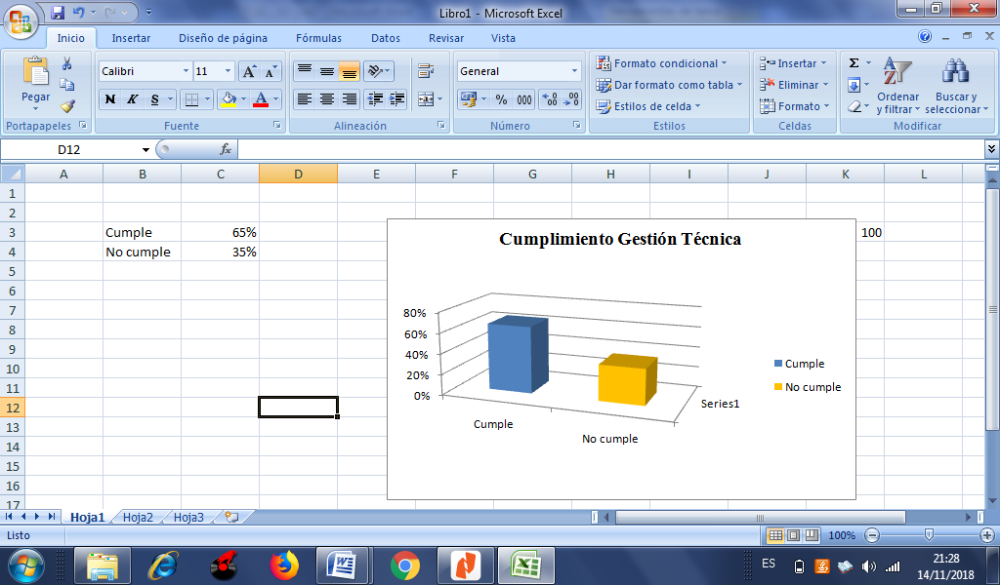 Libro1 - Microsoft Excel
Inicio Insertar Diseño de página Fórmulas Datos Revisar Vista
Pegar
Portapapeles
Calibri 11
N K S
Fuente
Alineación
General
% 000
Número
Formato condicional
Dar formato como tabla
Estilos de celda
Estilos
Insertar
Eliminar
Formato
Celdas
Σ
Ordenar y filtrar
Buscar y seleccionar
Modificar
D12 fx
A B C D E F G H I J K L
1
2
3 Cumple 65% 100
4 No cumple 35%
5
6
7
8
9
10
11
12
13
14
15
16
17
Cumplimiento Gestión Técnica
80%
60%
40%
20%
0%
Cumple
No cumple
Series1
Cumple
No cumple
Hoja1 Hoja2 Hoja3
Listo 100%
ES
21:28
14/11/2018